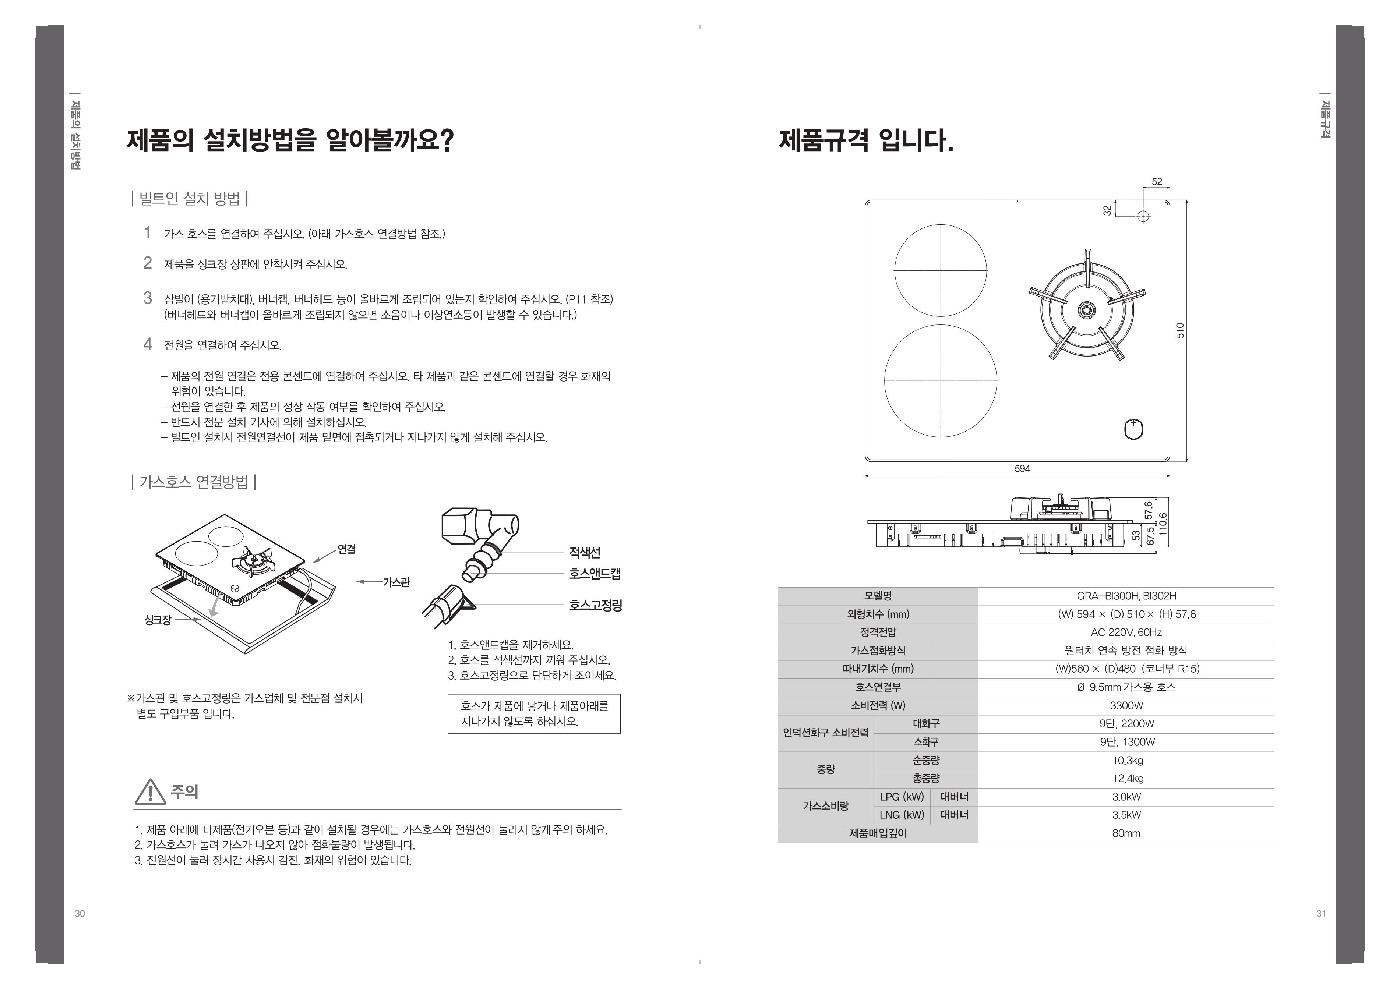 제품의 설치방법
제품의 설치방법을 알아볼까요?
| 빌트인 설치 방법 |
1 가스 호스를 연결하여 주십시오. (아래 가스호스 연결방법 참조.)
2 제품을 싱크장 상판에 안착시켜 주십시오.
3 삼발이 (용기받치대), 버너캡, 버너헤드 등이 올바르게 조립되어 있는지 확인하여 주십시오. (P11 참조)
(버너헤드와 버너캡이 올바르게 조립되지 않으면 소음이나 이상연소등이 발생할 수 있습니다.)
4 전원을 연결하여 주십시오.
– 제품의 전원 연결은 전용 콘센트에 연결하여 주십시오. 타 제품과 같은 콘센트에 연결할 경우 화재의
위험이 있습니다.
– 전원을 연결한 후 제품의 정상 작동 여부를 확인하여 주십시오.
– 반드시 전문 설치 기사에 의해 설치하십시오.
– 빌트인 설치시 전원연결선이 제품 밑면에 접촉되거나 지나가지 않게 설치해 주십시오.
| 가스호스 연결방법 |
연결
가스관
싱크장
적색선
호스앤드캡
호스고정링
1. 호스앤드캡을 제거하세요.
2. 호스를 적색선까지 끼워 주십시오.
3. 호스고정링으로 단단하게 조이세요.
※가스관 및 호스고정링은 가스업체 및 전문점 설치시
별도 구입부품 입니다.
호스가 제품에 닿거나 제품아래를
지나가지 않도록 하십시오.
주의
1. 제품 아래에 타제품(전기오븐 등)과 같이 설치될 경우에는 가스호스와 전원선이 눌리지 않게 주의 하세요.
2. 가스호스가 눌려 가스가 나오지 않아 점화불량이 발생됩니다.
3. 전원선이 눌려 장시간 사용시 감전, 화재의 위험이 있습니다.
30
제품규격
제품규격 입니다.
52
32
510
594
57.6
110.6
53
67.5
모델명 GRA-BI300H, BI302H
외형치수 (mm) (W) 594 × (D) 510 × (H) 57.6
정격전압 AC 220V, 60Hz
가스점화방식 원터치 연속 방전 점화 방식
따내기치수 (mm) (W)560 × (D)480 (코너부 R15)
호스연결부 Ø 9.5mm 가스용 호스
소비전력 (W) 3300W
인덕션화구 소비전력 대화구 9단, 2200W
소화구 9단, 1300W
중량 순중량 10.3kg
총중량 12.4kg
가스소비량 LPG (kW) 대버너 3.0kW
LNG (kW) 대버너 3.5kW
제품매입깊이 80mm
31